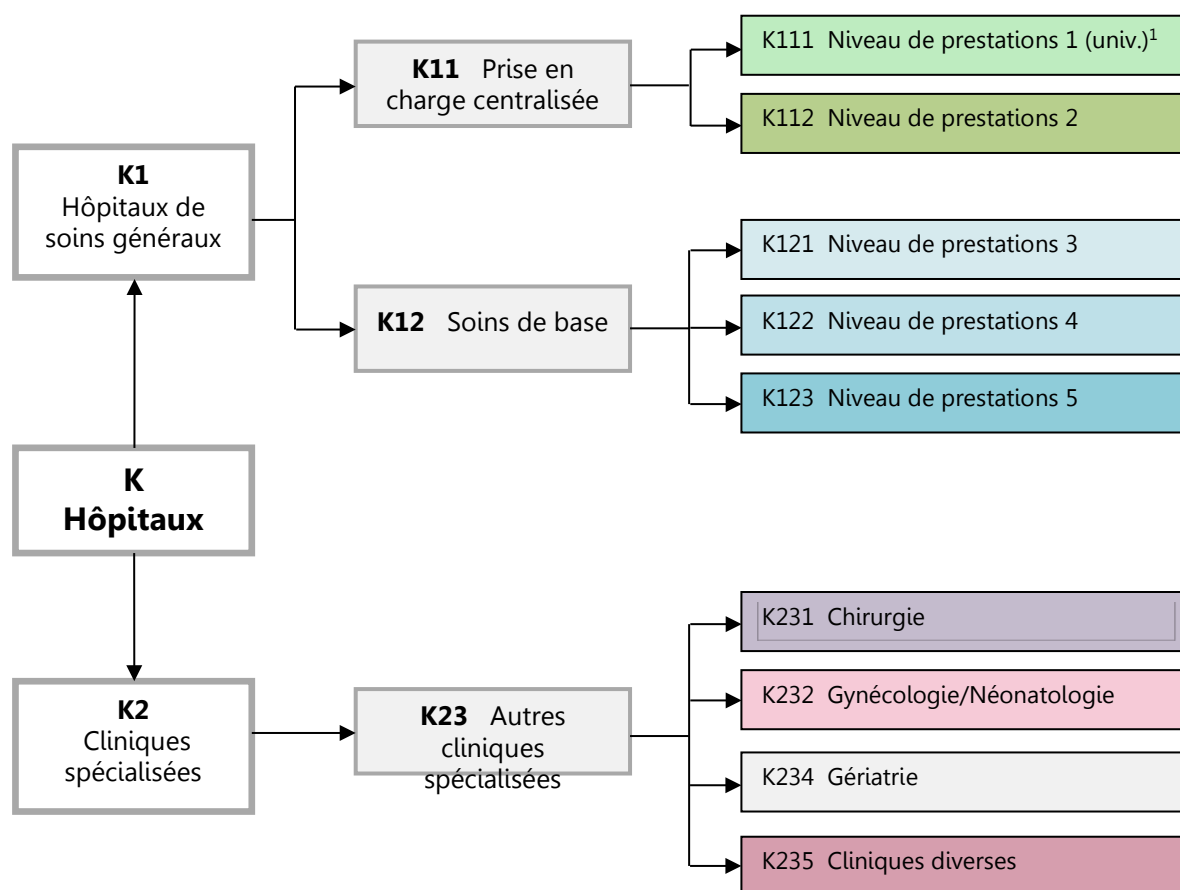 K111 Niveau de prestations 1 (univ.)¹
K11 Prise en
charge centralisée
K112 Niveau de prestations 2
K1
Hôpitaux de
soins généraux
K121 Niveau de prestations 3
K12 Soins de base
K122 Niveau de prestations 4
K123 Niveau de prestations 5
K
Hôpitaux
K231 Chirurgie
K232 Gynécologie/Néonatologie
K2
Cliniques
spécialisées
K23 Autres
cliniques
spécialisées
K234 Gériatrie
K235 Cliniques diverses